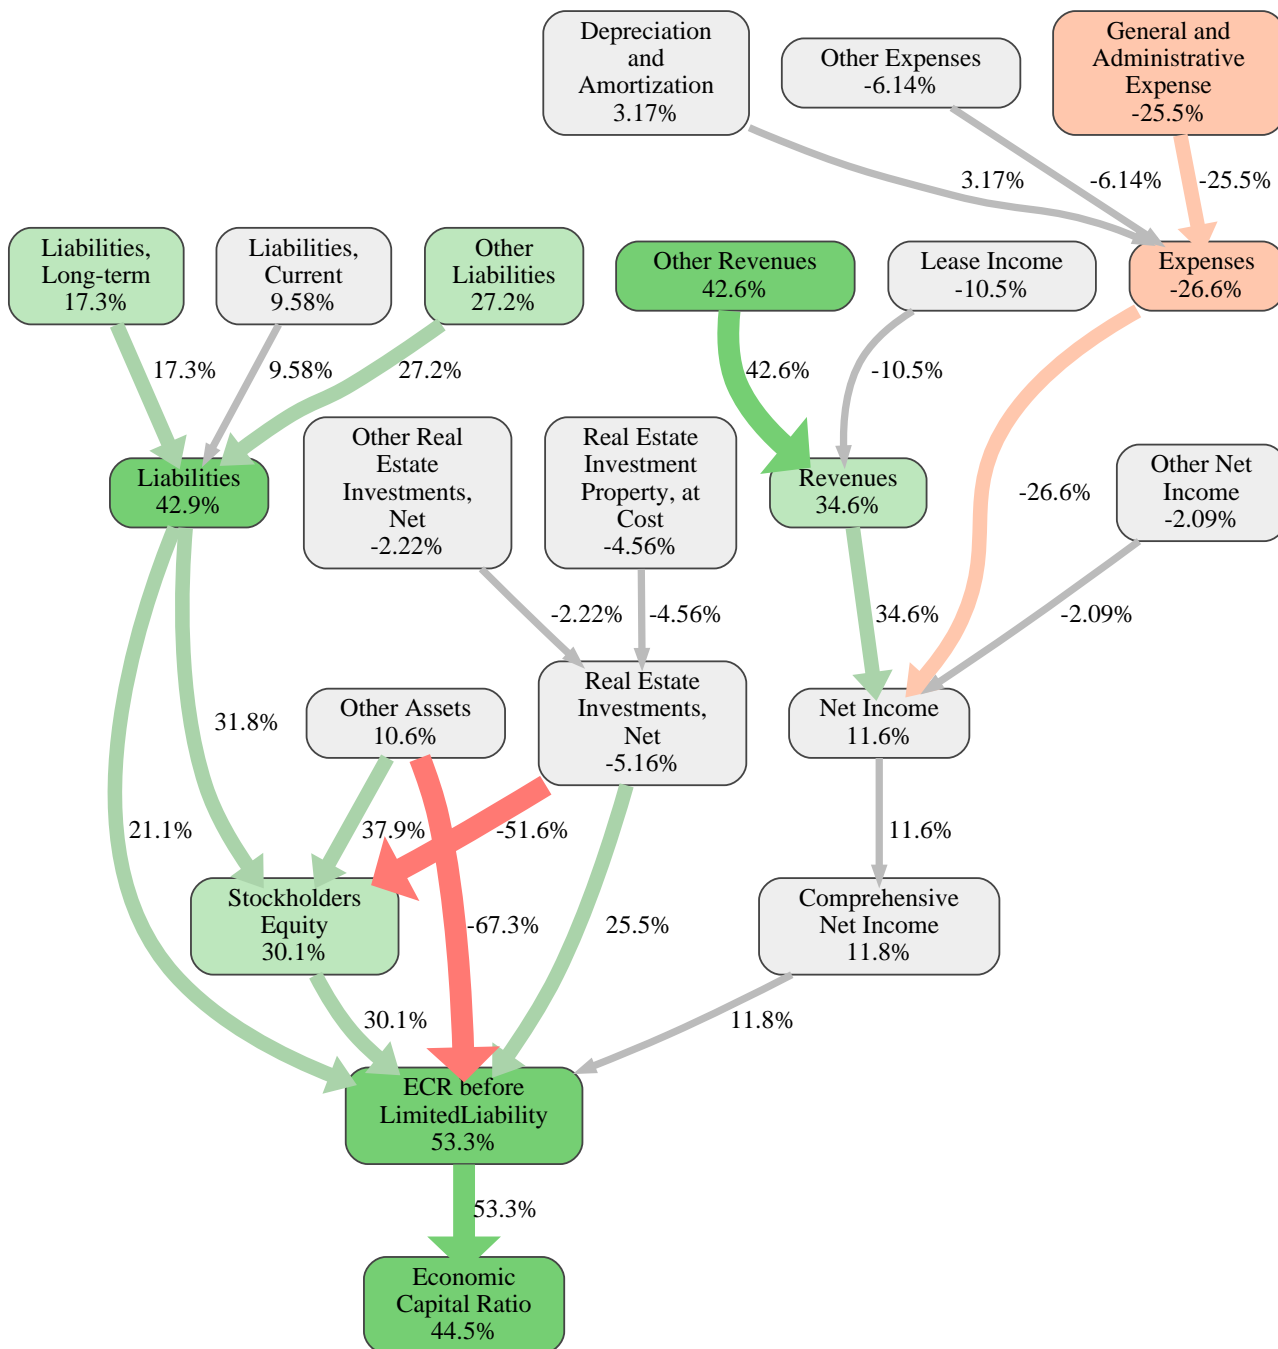 Depreciation
and
Amortization
3.17%
Other Expenses
-6.14%
General and
Administrative
Expense
-25.5%
3.17%
-6.14%
-25.5%
Liabilities,
Long-term
17.3%
Liabilities,
Current
9.58%
Other
Liabilities
27.2%
Other Revenues
42.6%
Lease Income
-10.5%
Expenses
-26.6%
17.3%
9.58%
27.2%
42.6%
-10.5%
Liabilities
42.9%
Other Real
Estate
Investments,
Net
-2.22%
Real Estate
Investment
Property, at
Cost
-4.56%
Revenues
34.6%
-26.6%
Other Net
Income
-2.09%
-2.22%
-4.56%
34.6%
-2.09%
31.8%
Other Assets
10.6%
Real Estate
Investments,
Net
-5.16%
Net Income
11.6%
21.1%
37.9%
-51.6%
11.6%
Stockholders
Equity
30.1%
-67.3%
25.5%
Comprehensive
Net Income
11.8%
30.1%
11.8%
ECR before
LimitedLiability
53.3%
53.3%
Economic
Capital Ratio
44.5%